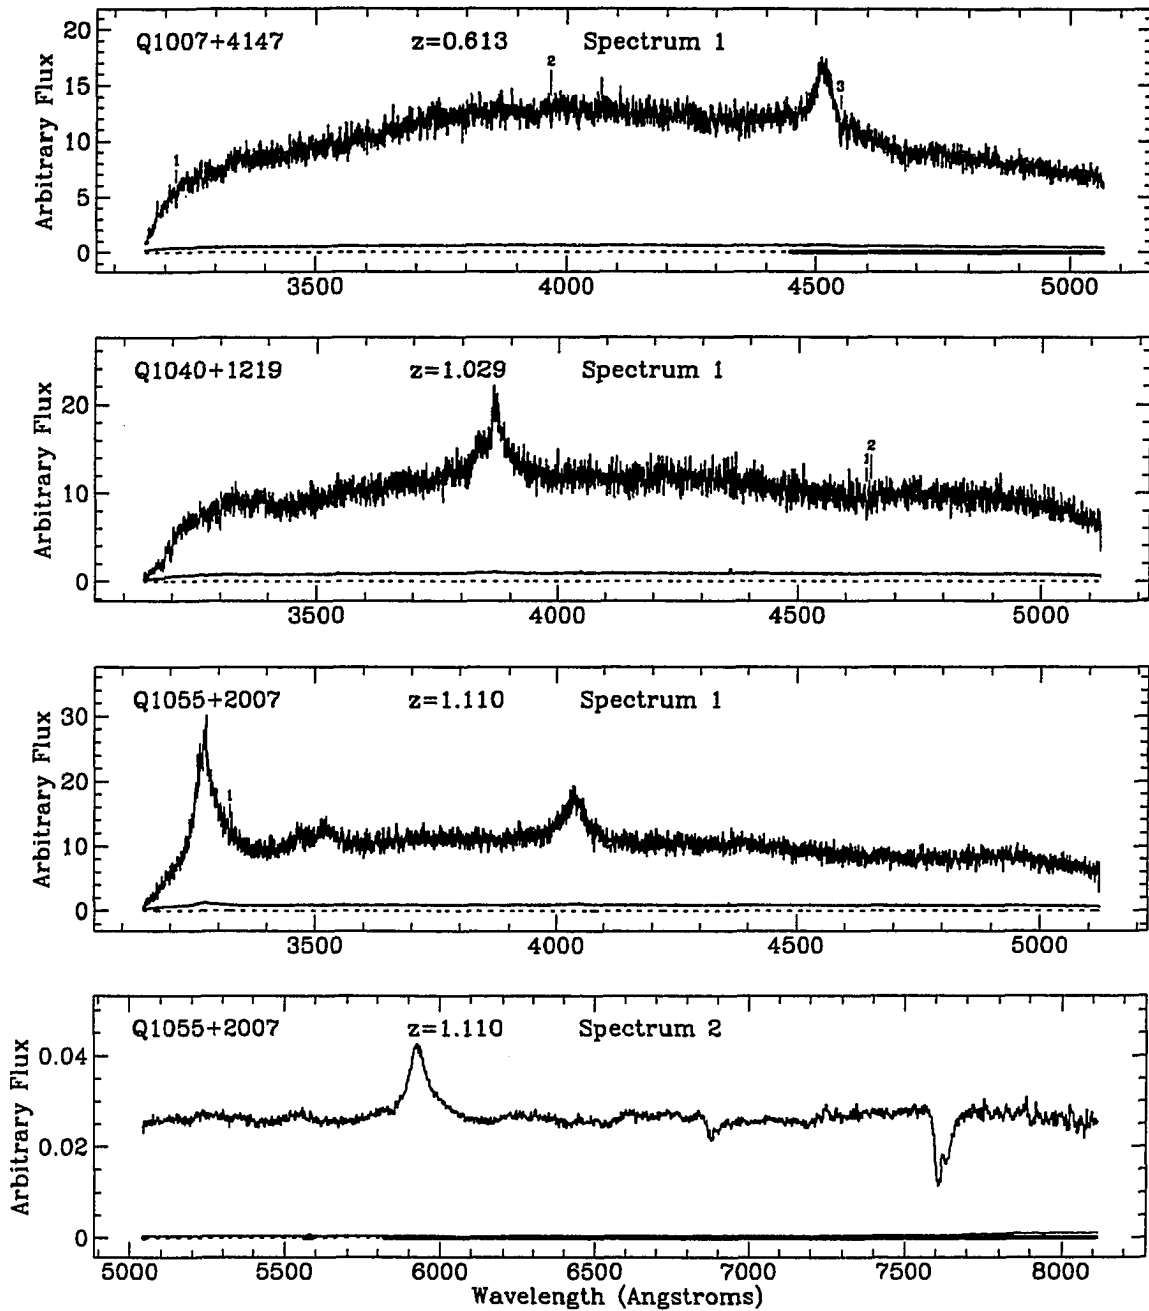 Q1007+4147 z=0.613 Spectrum 1
Arbitrary Flux
20
15
10
5
0
1
2
3
3500 4000 4500 5000
Q1040+1219 z=1.029 Spectrum 1
Arbitrary Flux
20
10
0
2
1
3500 4000 4500 5000
Q1055+2007 z=1.110 Spectrum 1
Arbitrary Flux
30
20
10
0
1
3500 4000 4500 5000
Q1055+2007 z=1.110 Spectrum 2
Arbitrary Flux
0.04
0.02
0
5000 5500 6000 6500 7000 7500 8000
Wavelength (Angstroms)